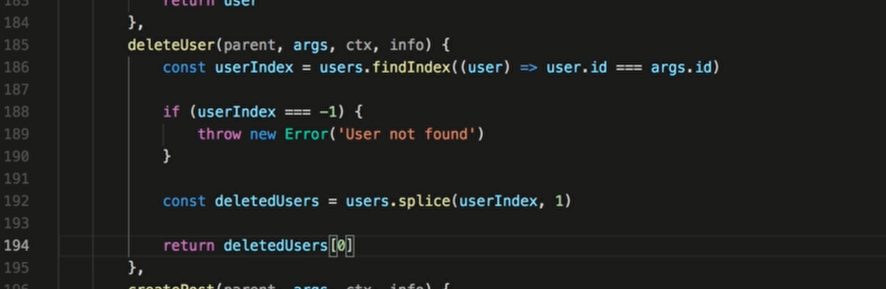 183 return user
184 },
185 deleteUser(parent, args, ctx, info) {
186 const userIndex = users.findIndex((user) => user.id === args.id)
187
188 if (userIndex === -1) {
189 throw new Error('User not found')
190 }
191
192 const deletedUsers = users.splice(userIndex, 1)
193
194 return deletedUsers[0]
195 },
196 createPost(parent, args, ctx, info) {